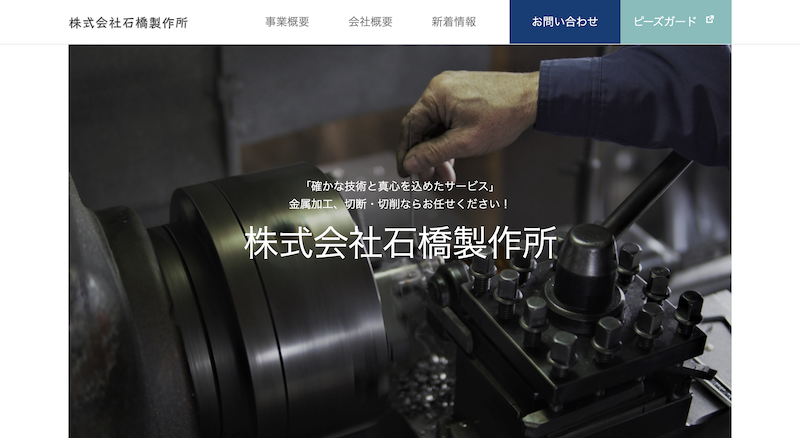 株式会社石橋製作所
事業概要
会社概要
新着情報
お問い合わせ
ピーズガード
「確かな技術と真心を込めたサービス」
金属加工、切断・切削ならお任せください！
株式会社石橋製作所